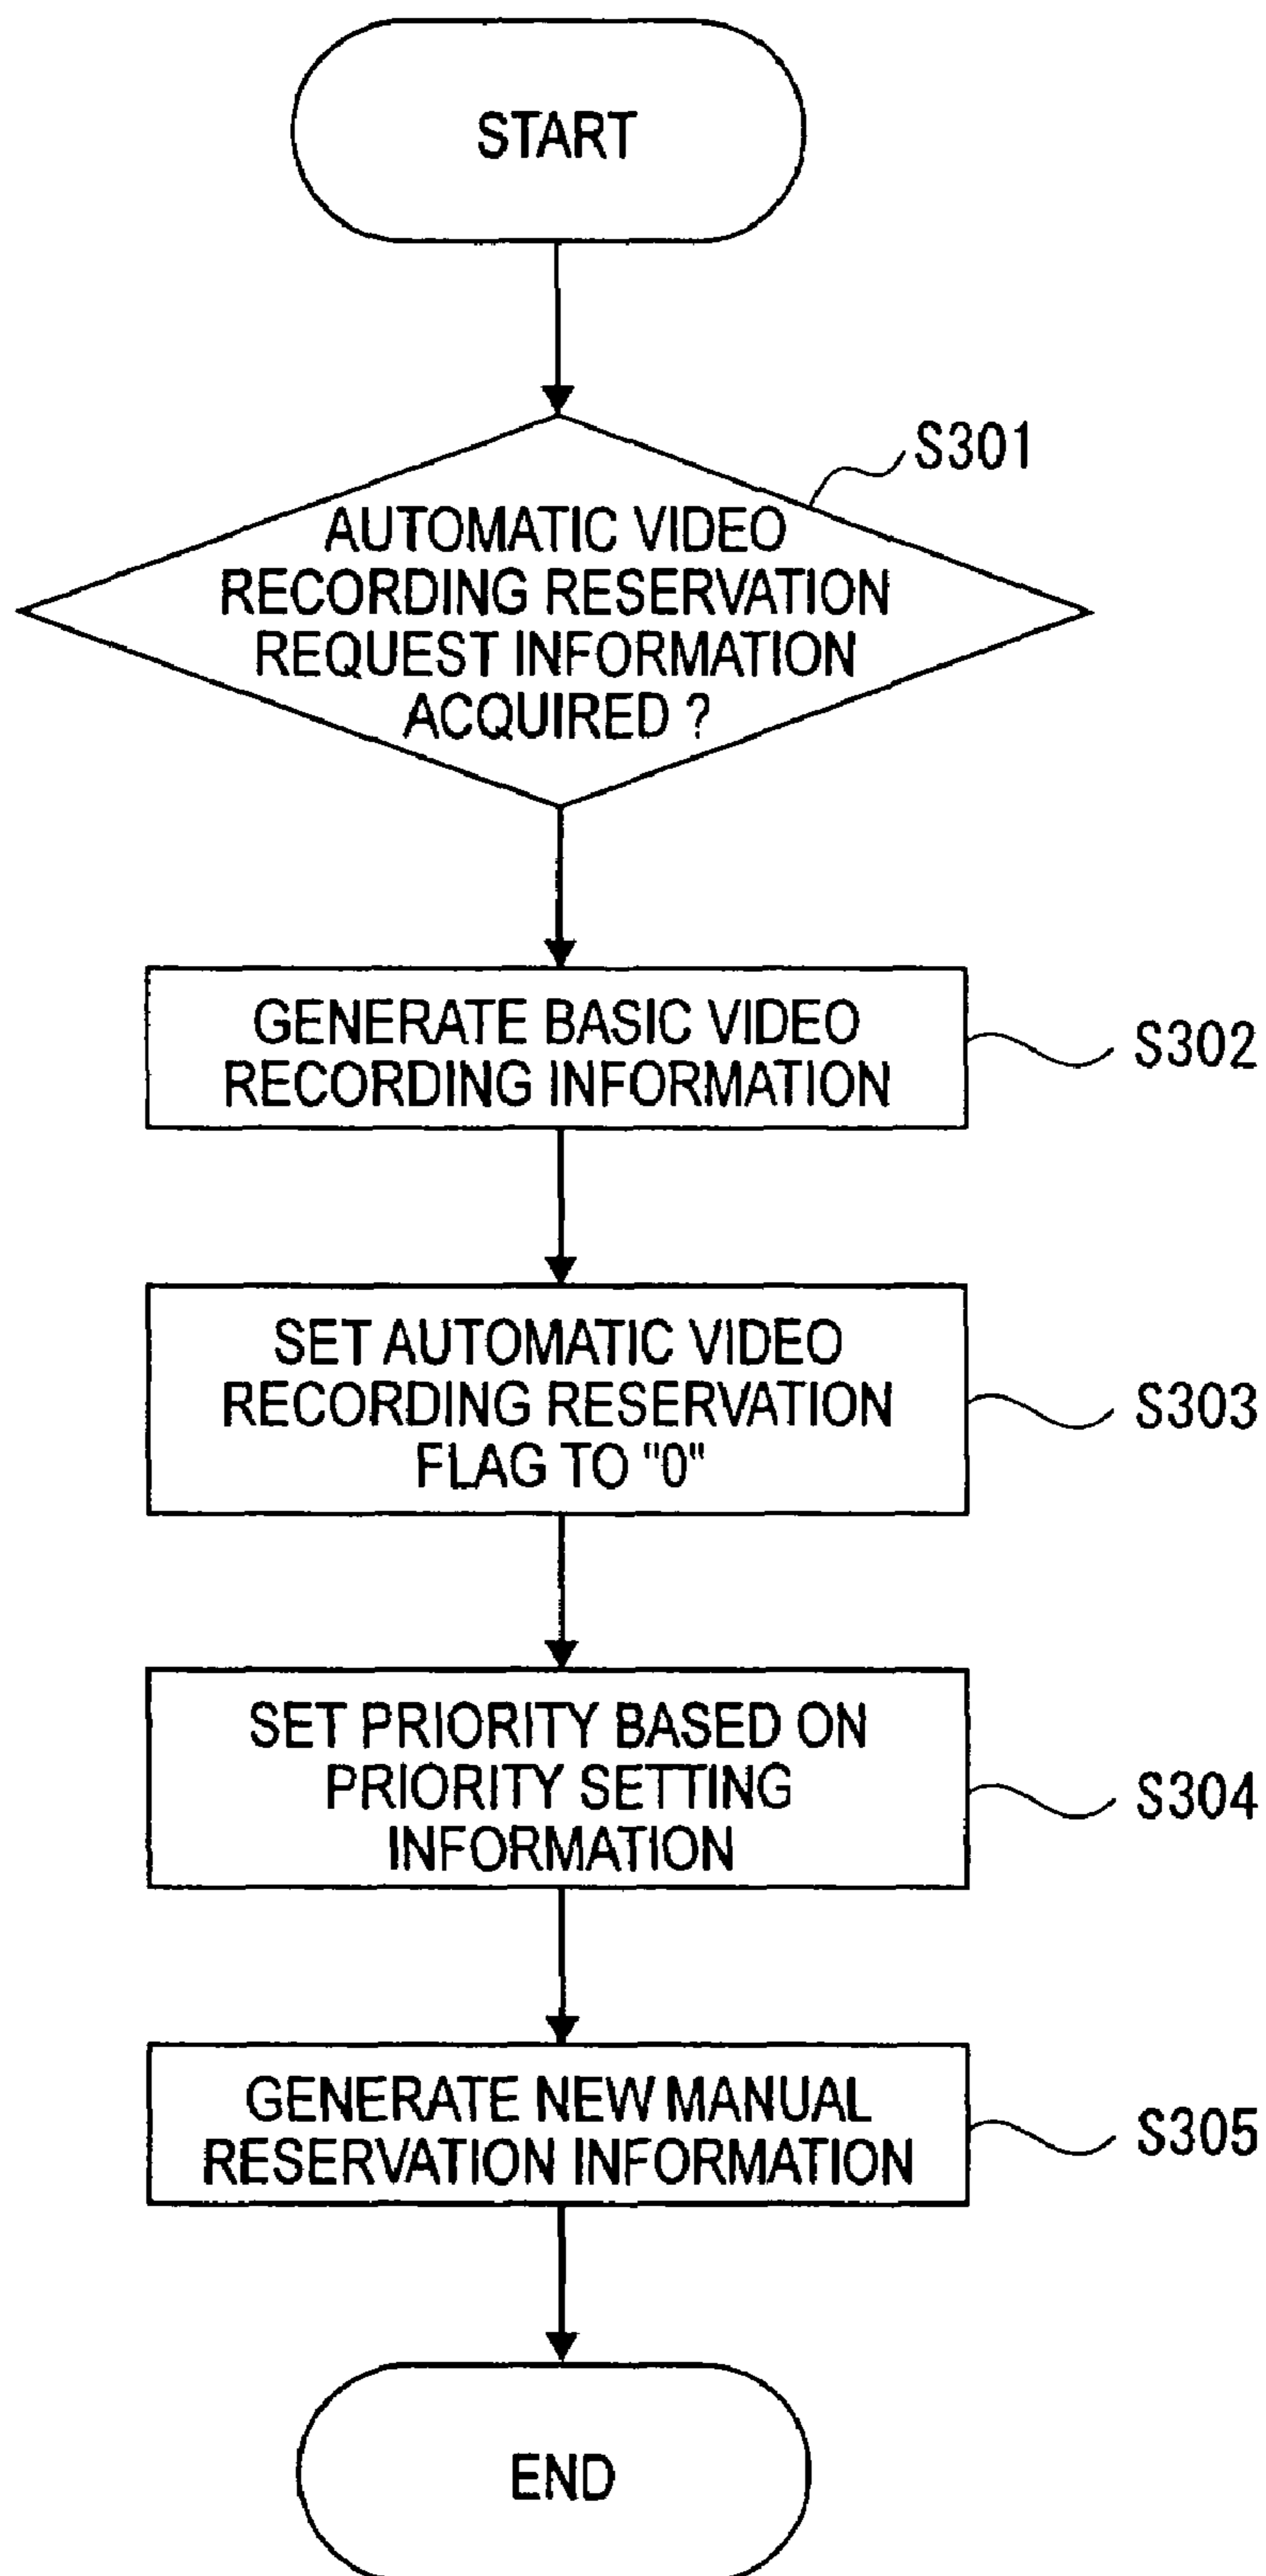 START
S301
AUTOMATIC VIDEO
RECORDING RESERVATION
REQUEST INFORMATION
ACQUIRED ?
GENERATE BASIC VIDEO
RECORDING INFORMATION
S302
SET AUTOMATIC VIDEO
RECORDING RESERVATION
FLAG TO "0"
S303
SET PRIORITY BASED ON
PRIORITY SETTING
INFORMATION
S304
GENERATE NEW MANUAL
RESERVATION INFORMATION
S305
END